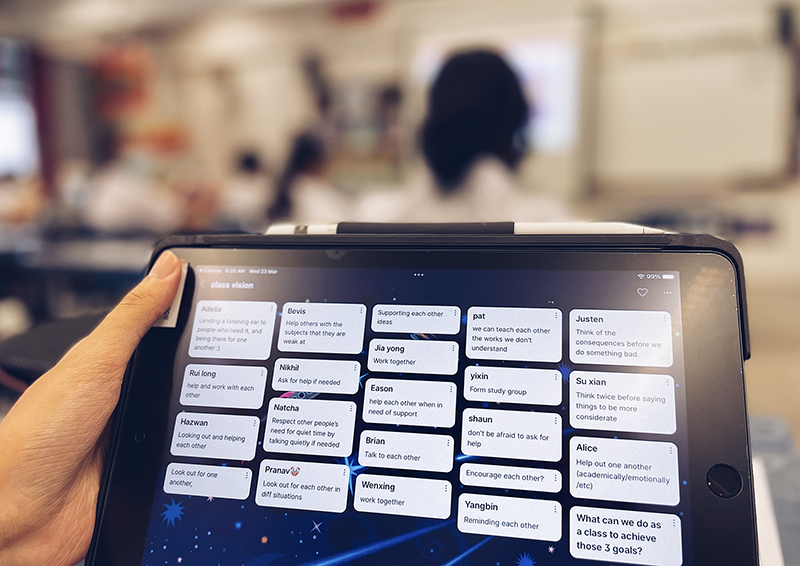 Camera 8:25 AM Wed 23 Mar
99%
class vision
Adelia
Lending a listening ear to
people who need it, and
being there for one
another :)
Rui long
help and work with each
other
Hazwan
Looking out and helping
each other
Look out for one
another,
Bevis
Help others with the
subjects that they are
weak at
Nikhil
Ask for help if needed
Natcha
Respect other people's
need for quiet time by
talking quietly if needed
Pranav🤡
Look out for each other in
diff situations
Supporting each other
ideas
Jia yong
Work together
Eason
help each other when in
need of support
Brian
Talk to each other
Wenxing
work together
pat
we can teach each other
the works we don't
understand
yixin
Form study group
shaun
don't be afraid to ask for
help
Encourage each other?
Yangbin
Reminding each other
Justen
Think of the
consequences before we
do something bad.
Su xian
Think twice before saying
things to be more
considerate
Alice
Help out one another
(academically/emotionally
/etc)
What can we do as
a class to achieve
those 3 goals?